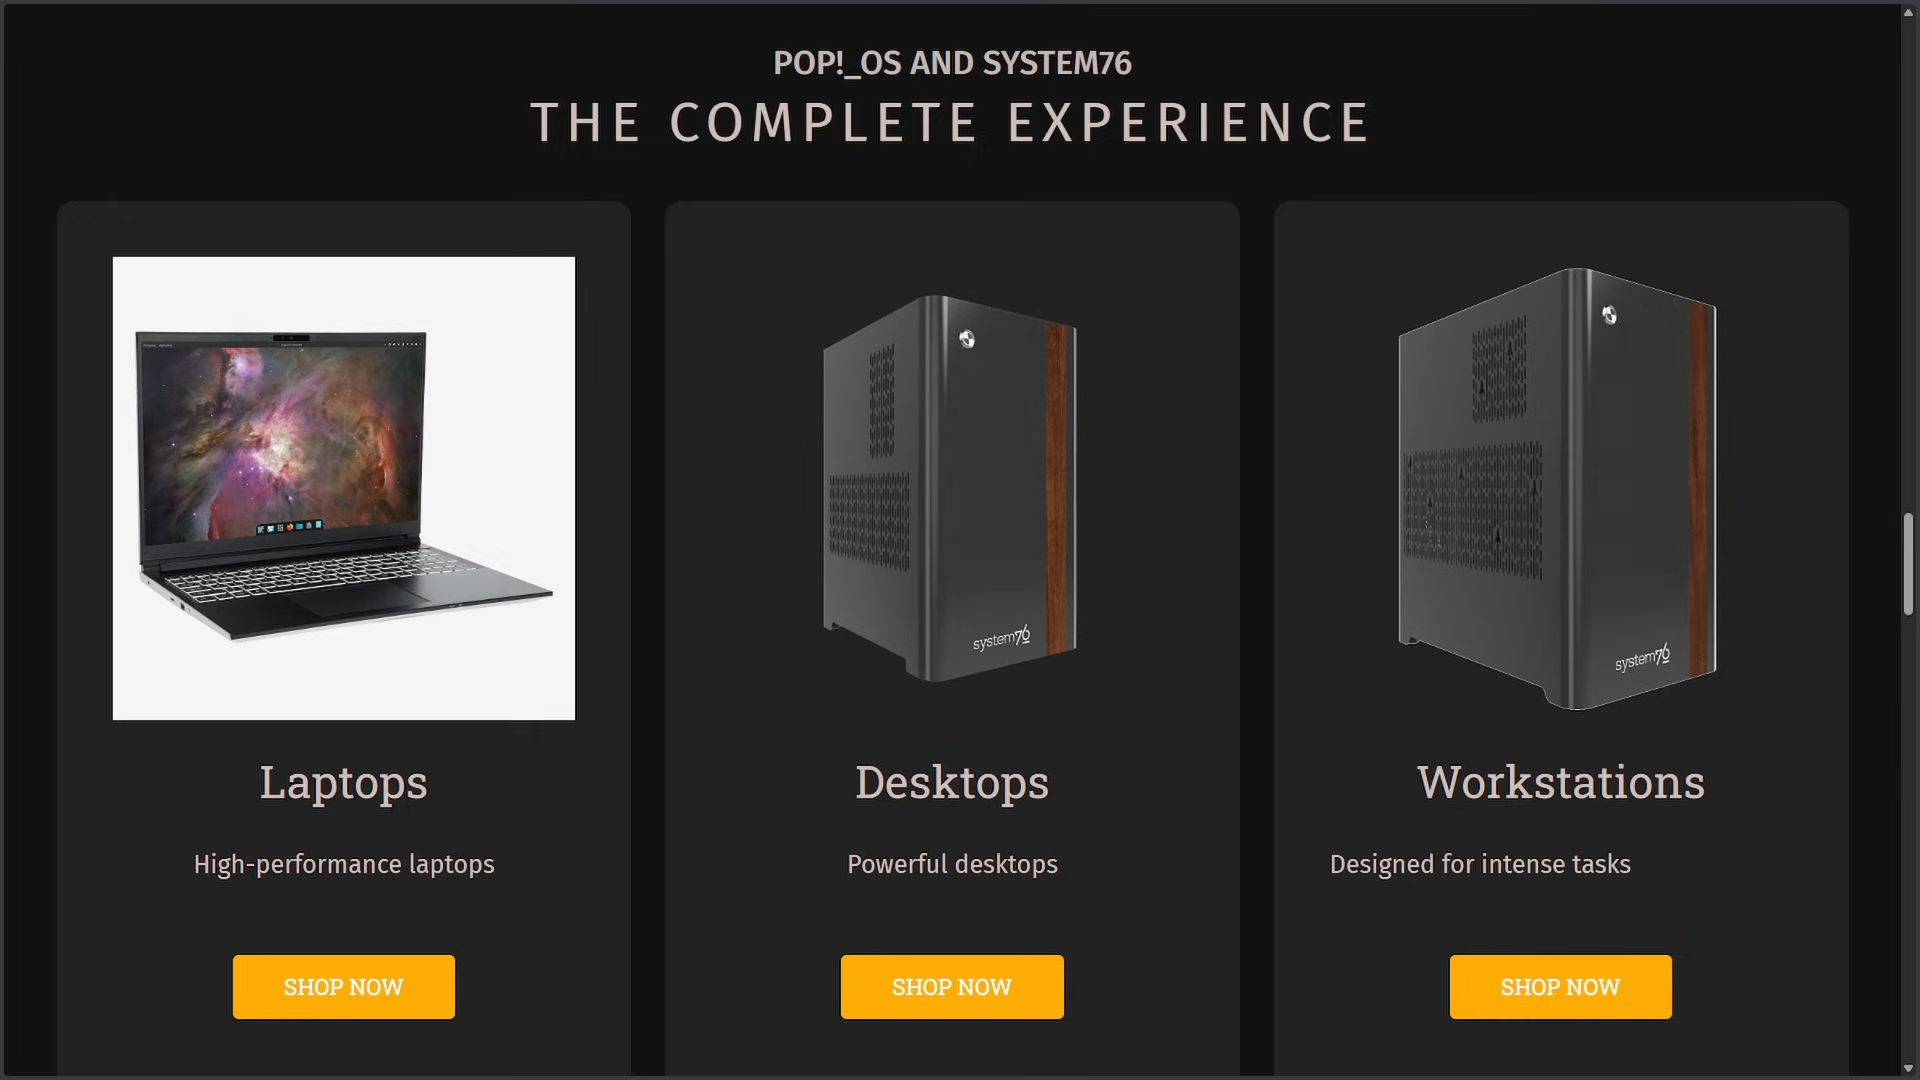 POP!_OS AND SYSTEM76
THE COMPLETE EXPERIENCE
system76
system76
Laptops
Desktops
Workstations
High-performance laptops
Powerful desktops
Designed for intense tasks
SHOP NOW
SHOP NOW
SHOP NOW